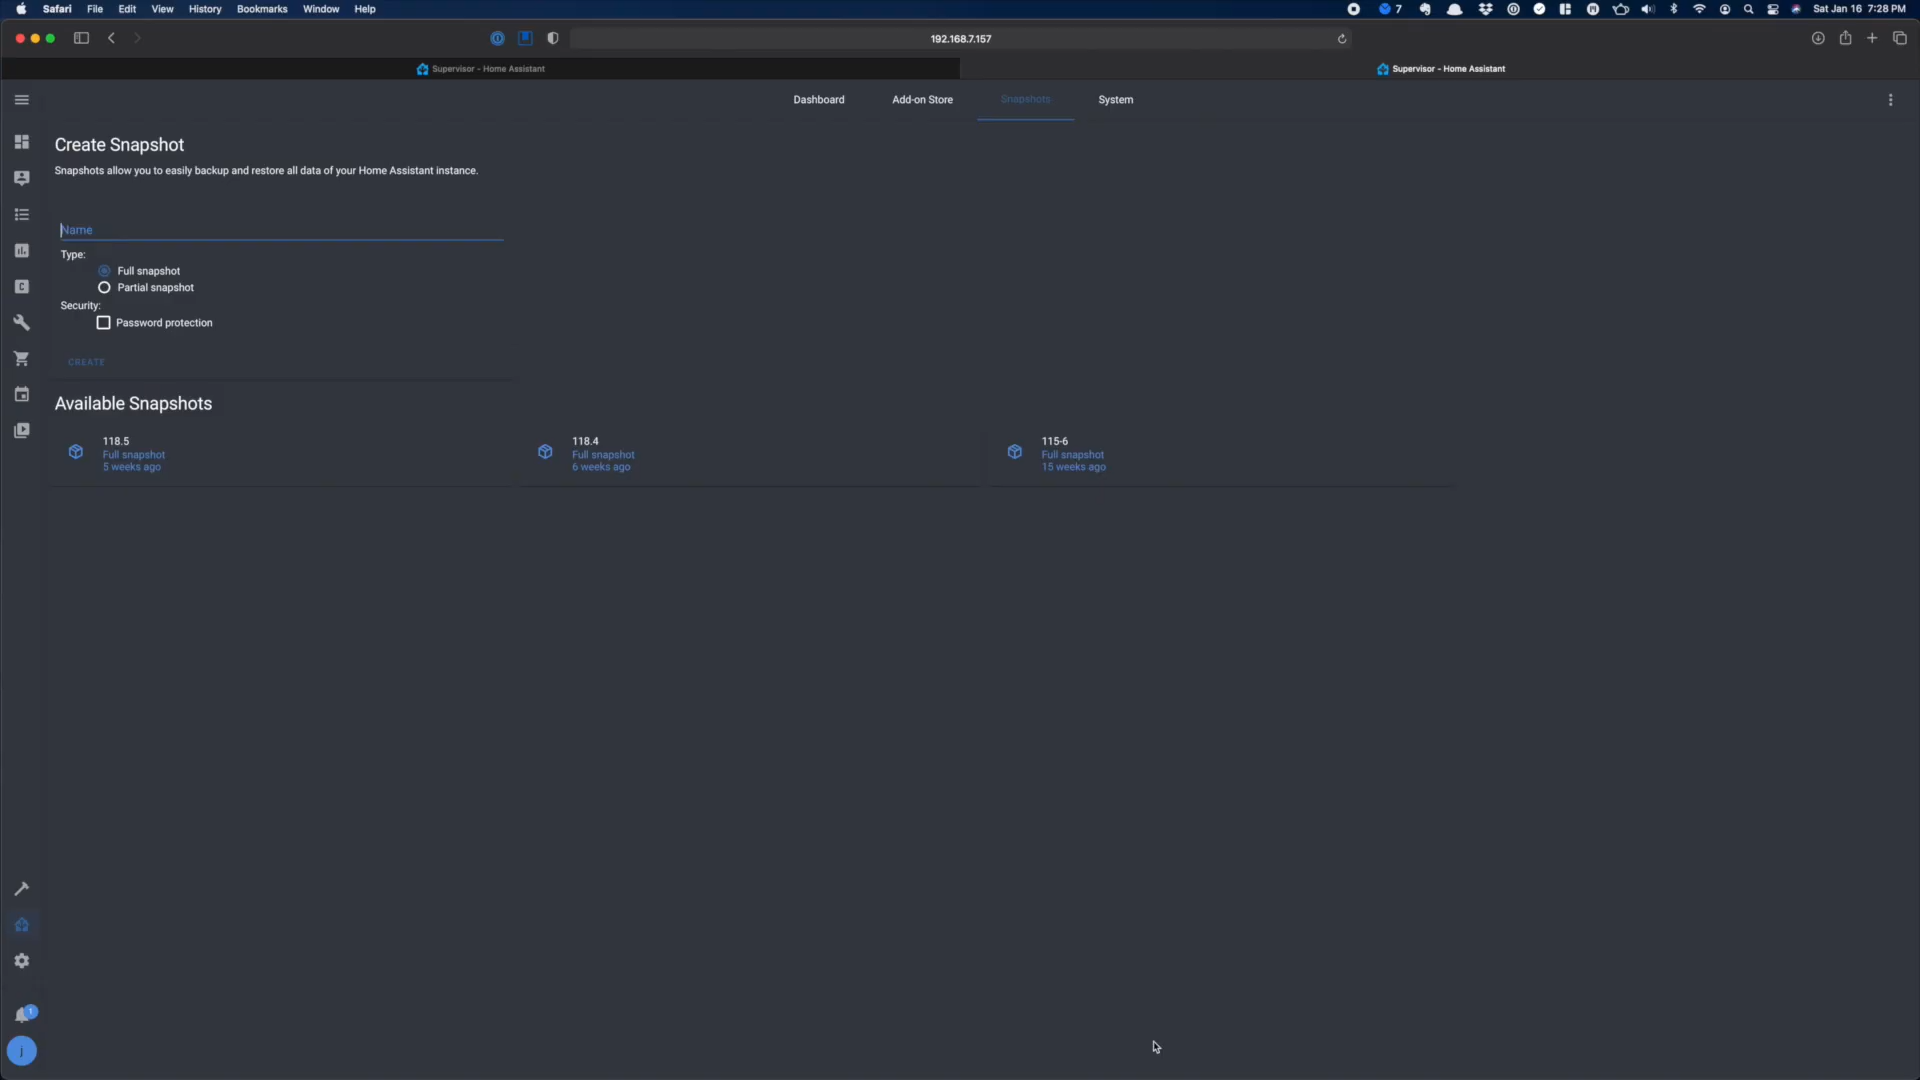 Safari File Edit View History Bookmarks Window Help 7 Sat Jan 16 7:28 PM
192.168.7.157
Supervisor - Home Assistant Supervisor - Home Assistant
Dashboard Add-on Store Snapshots System
Create Snapshot
Snapshots allow you to easily backup and restore all data of your Home Assistant instance.
Name
Type:
Full snapshot
Partial snapshot
Security:
Password protection
CREATE
Available Snapshots
118.5
Full snapshot
5 weeks ago
118.4
Full snapshot
6 weeks ago
115-6
Full snapshot
15 weeks ago
1
j